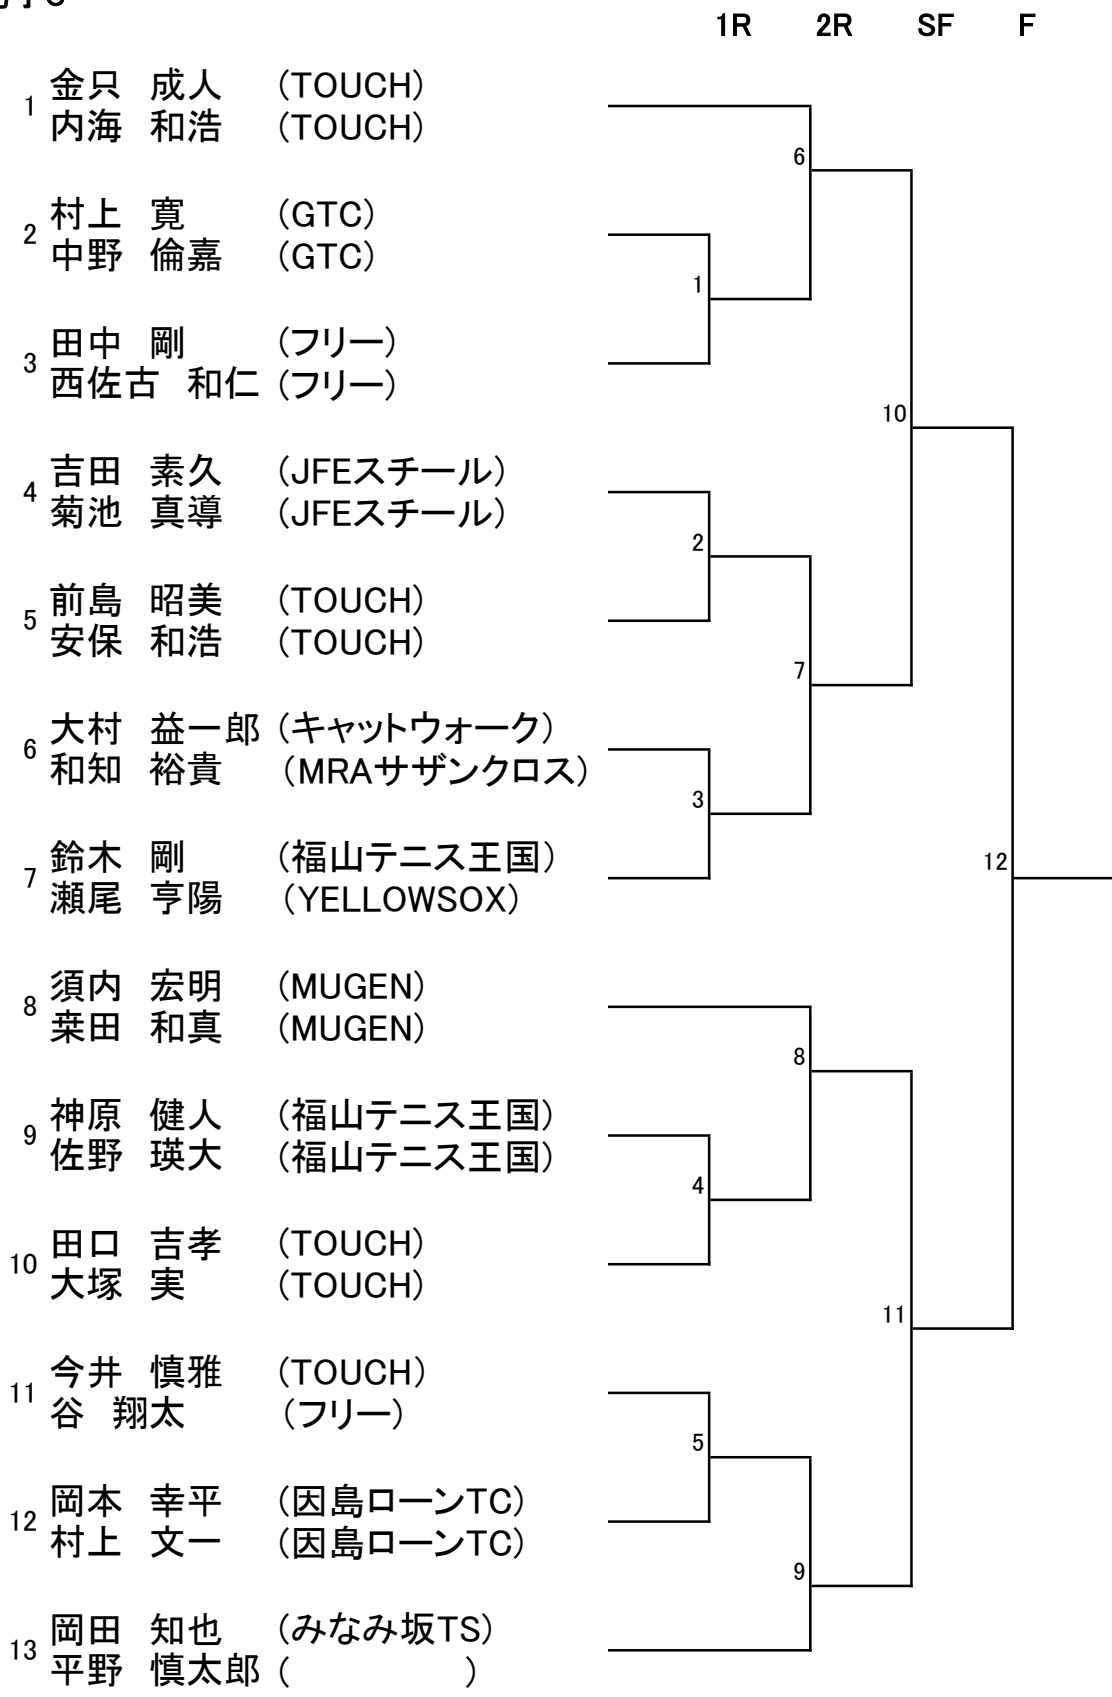 1R 2R SF F
1 金只 成人 (TOUCH)
内海 和浩 (TOUCH)
6
2 村上 寛 (GTC)
中野 倫嘉 (GTC)
1
3 田中 剛 (フリー)
西佐古 和仁 (フリー)
10
4 吉田 素久 (JFEスチール)
菊池 真導 (JFEスチール)
2
5 前島 昭美 (TOUCH)
安保 和浩 (TOUCH)
7
6 大村 益一郎 (キャットウォーク)
和知 裕貴 (MRAサザンクロス)
3
7 鈴木 剛 (福山テニス王国)
瀬尾 亨陽 (YELLOWSOX)
12
8 須内 宏明 (MUGEN)
桒田 和真 (MUGEN)
8
9 神原 健人 (福山テニス王国)
佐野 瑛大 (福山テニス王国)
4
10 田口 吉孝 (TOUCH)
大塚 実 (TOUCH)
11
11 今井 慎雅 (TOUCH)
谷 翔太 (フリー)
5
12 岡本 幸平 (因島ローンTC)
村上 文一 (因島ローンTC)
9
13 岡田 知也 (みなみ坂TS)
平野 慎太郎 ( )